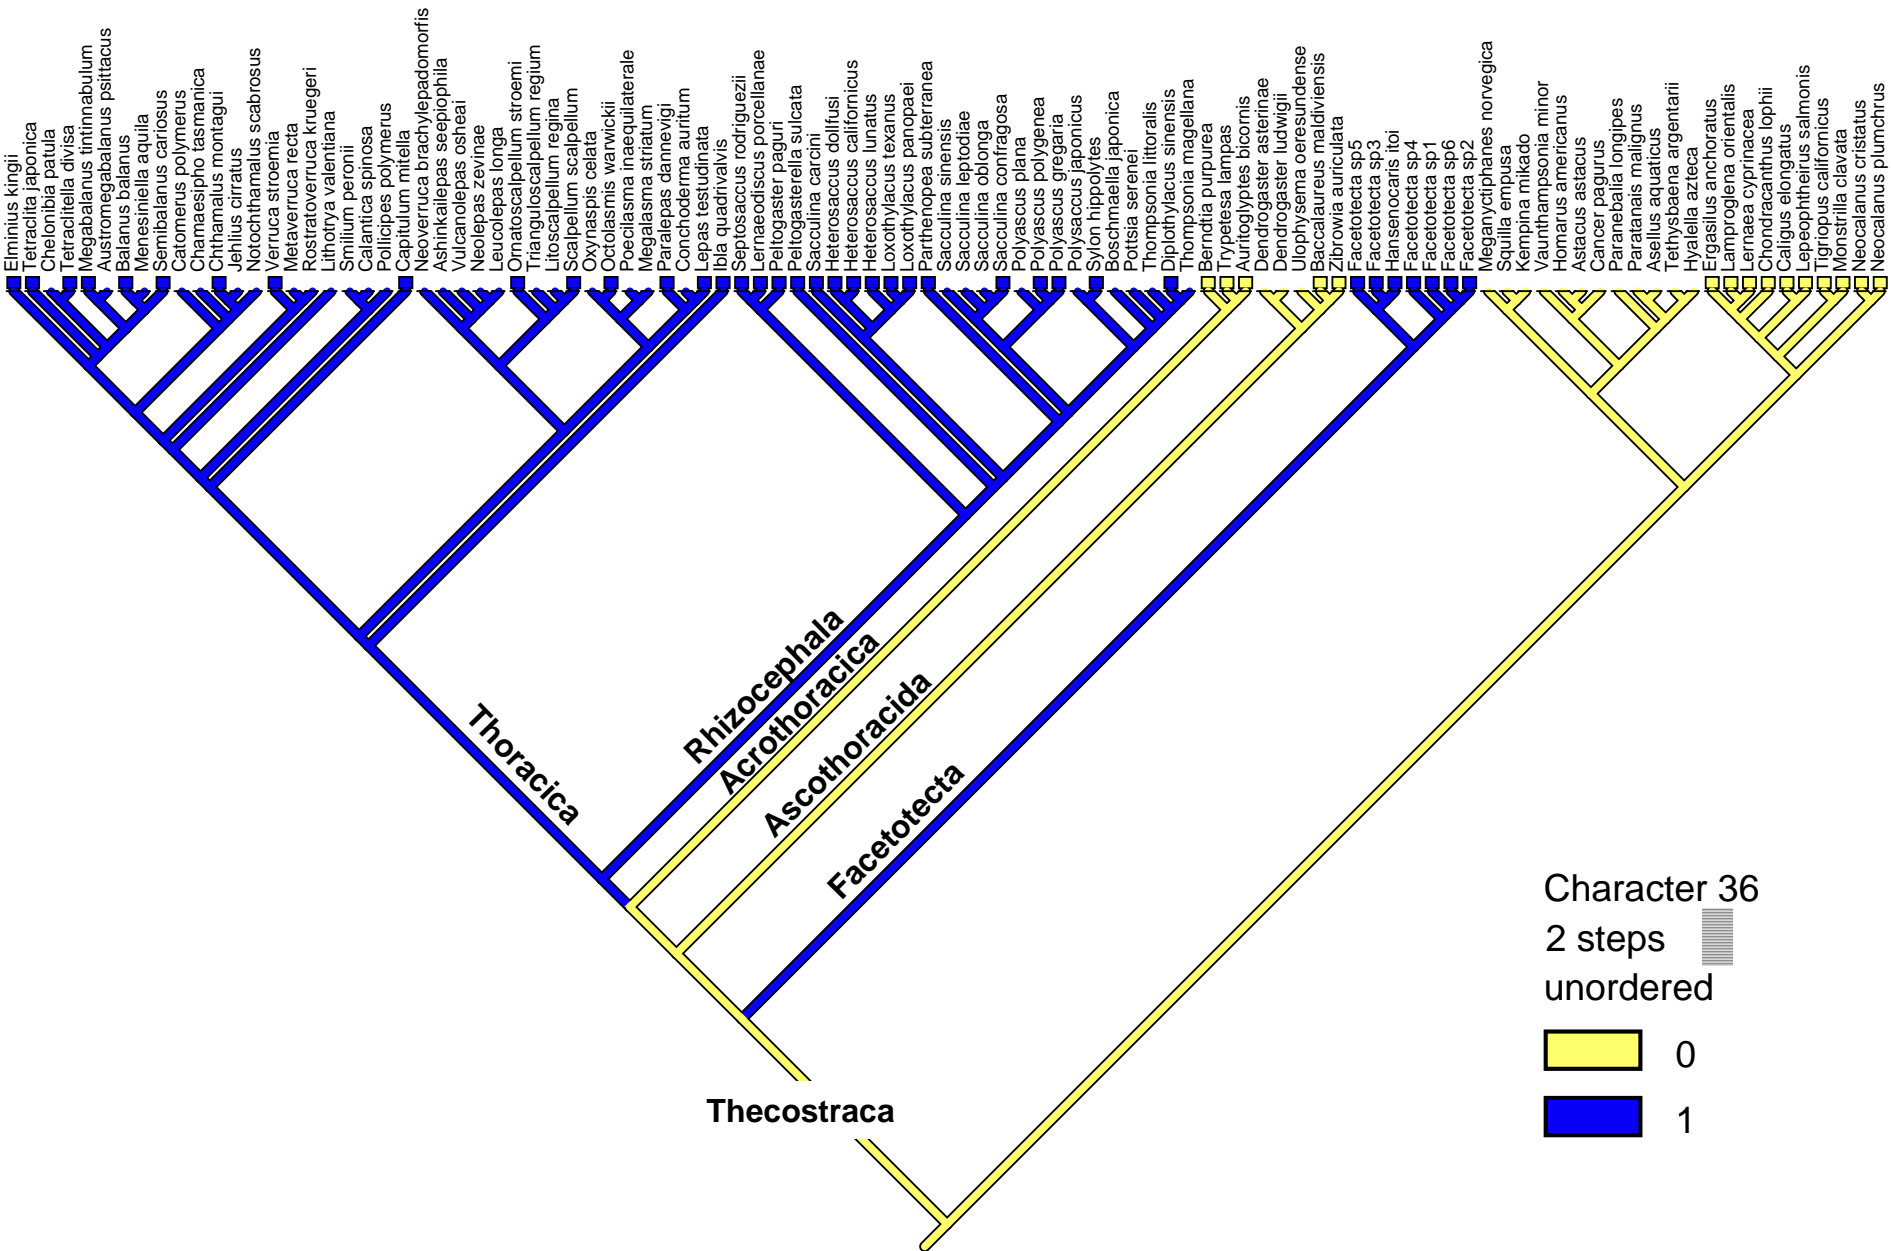 Elminius kingii
Tetraclita japonica
Chelonibia patula
Tetraclitella divisa
Megabalanus tintinnabulum
Austromegabalanus psittacus
Balanus balanus
Menesiniella aquila
Semibalanus cariosus
Catomerus polymerus
Chamaesipho tasmanica
Chthamalus montagui
Jehlius cirratus
Notochthamalus scabrosus
Verruca stroemia
Metaverruca recta
Rostratoverruca kruegeri
Lithotrya valentiana
Smilium peronii
Calantica spinosa
Pollicipes polymerus
Capitulum mitella
Neoverruca brachylepadomorfis
Ashinkailepas seepiophila
Vulcanolepas osheai
Neolepas zevinae
Leucolepas longa
Ornatoscalpellum stroemi
Trianguloscalpellum regium
Litoscalpellum regina
Scalpellum scalpellum
Oxynaspis celata
Octolasmis warwickii
Poecilasma inaequilaterale
Megalasma striatum
Paralepas dannevigi
Conchoderma auritum
Lepas testudinata
Ibla quadrivalvis
Septosaccus rodriguezii
Lernaeodiscus porcellanae
Peltogaster paguri
Peltogasterella sulcata
Sacculina carcini
Heterosaccus dollfusi
Heterosaccus californicus
Heterosaccus lunatus
Loxothylacus texanus
Loxothylacus panopaei
Parthenopea subterranea
Sacculina sinensis
Sacculina leptodiae
Sacculina oblonga
Sacculina confragosa
Polyascus plana
Polyascus polygenea
Polyascus gregaria
Polysaccus japonicus
Sylon hippolytes
Boschmaella japonica
Pottsia serenei
Thompsonia littoralis
Diplothylacus sinensis
Thompsonia magellana
Berndtia purpurea
Trypetesa lampas
Auritoglyptes bicornis
Dendrogaster asterinae
Dendrogaster ludwigii
Ulophysema oeresundense
Baccalaureus maldiviensis
Zibrowia auriculata
Facetotecta sp5
Facetotecta sp3
Hansenocaris itoi
Facetotecta sp4
Facetotecta sp1
Facetotecta sp6
Facetotecta sp2
Meganyctiphanes norvegica
Squilla empusa
Kempina mikado
Vaunthampsonia minor
Homarus americanus
Astacus astacus
Cancer pagurus
Paranebalia longipes
Paratanais malignus
Asellus aquaticus
Tethysbaena argentarii
Hyalella azteca
Ergasilus anchoratus
Lamproglena orientalis
Lernaea cyprinacea
Chondracanthus lophii
Caligus elongatus
Lepeophtheirus salmonis
Tigriopus californicus
Monstrilla clavata
Neocalanus cristatus
Neocalanus plumchrus
Thoracica
Rhizocephala
Acrothoracica
Ascothoracida
Facetotecta
Thecostraca
Character 36
2 steps
unordered
0
1